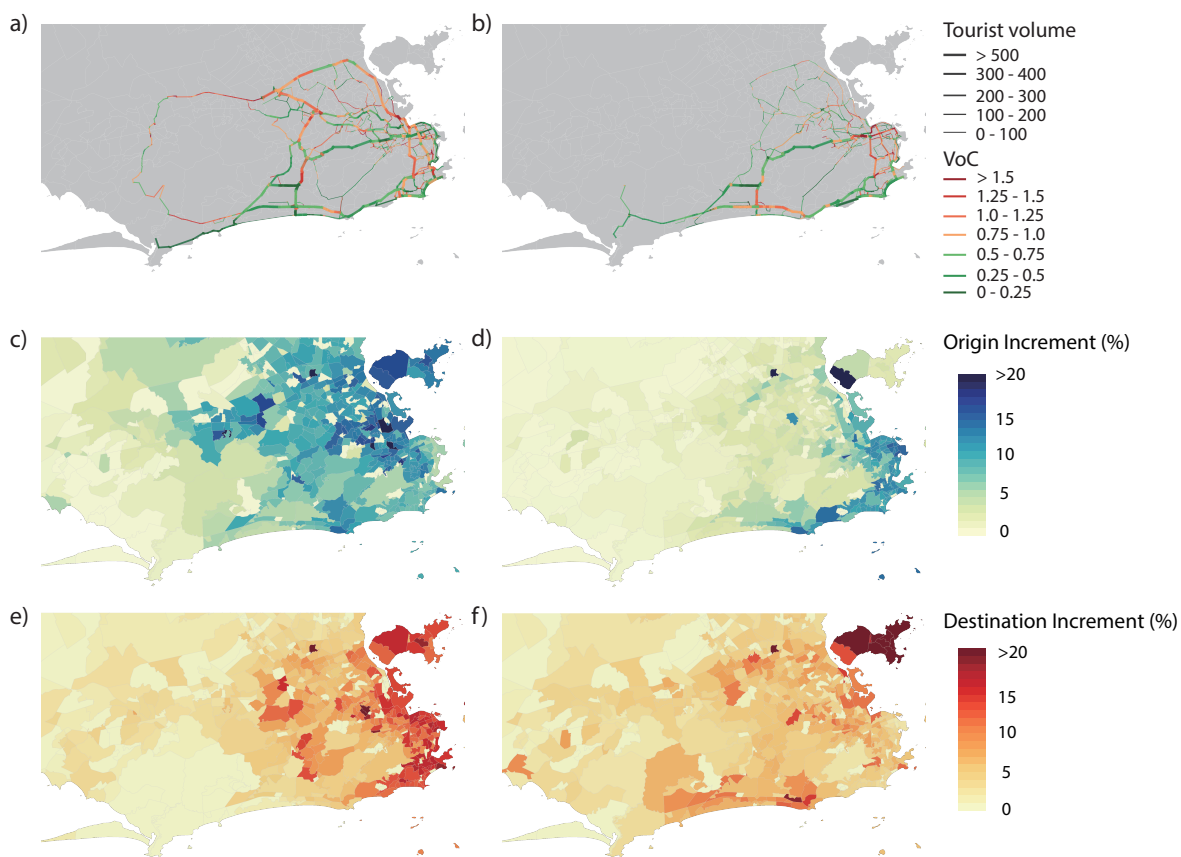 a)
b)
Tourist volume
> 500
300 - 400
200 - 300
100 - 200
0 - 100
VoC
> 1.5
1.25 - 1.5
1.0 - 1.25
0.75 - 1.0
0.5 - 0.75
0.25 - 0.5
0 - 0.25
c)
d)
Origin Increment (%)
>20
15
10
5
0
e)
f)
Destination Increment (%)
>20
15
10
5
0